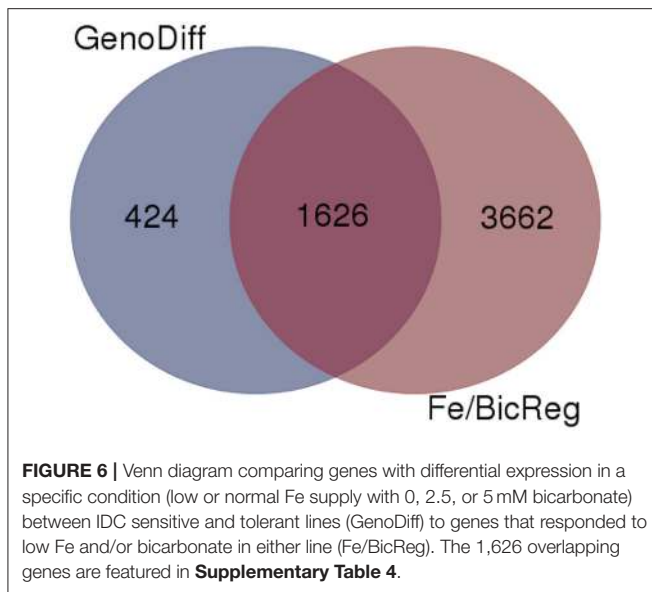 GenoDiff
424
1626
3662
Fe/BicReg
FIGURE 6 | Venn diagram comparing genes with differential expression in a
specific condition (low or normal Fe supply with 0, 2.5, or 5 mM bicarbonate)
between IDC sensitive and tolerant lines (GenoDiff) to genes that responded to
low Fe and/or bicarbonate in either line (Fe/BicReg). The 1,626 overlapping
genes are featured in Supplementary Table 4.